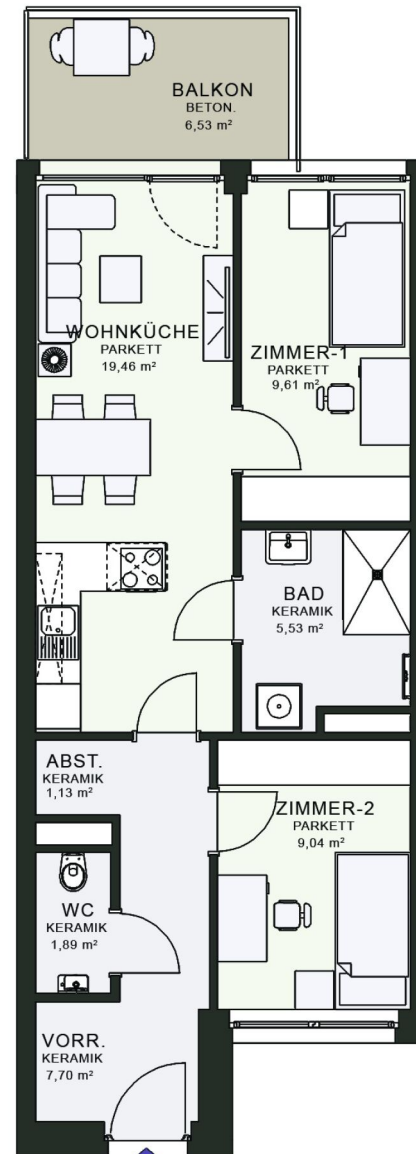 BALKON
BETON.
6,53 m²
WOHNKÜCHE
PARKETT
19,46 m²
ZIMMER-1
PARKETT
9,61 m²
BAD
KERAMIK
5,53 m²
ABST.
KERAMIK
1,13 m²
ZIMMER-2
PARKETT
9,04 m²
WC
KERAMIK
1,89 m²
VORR.
KERAMIK
7,70 m²